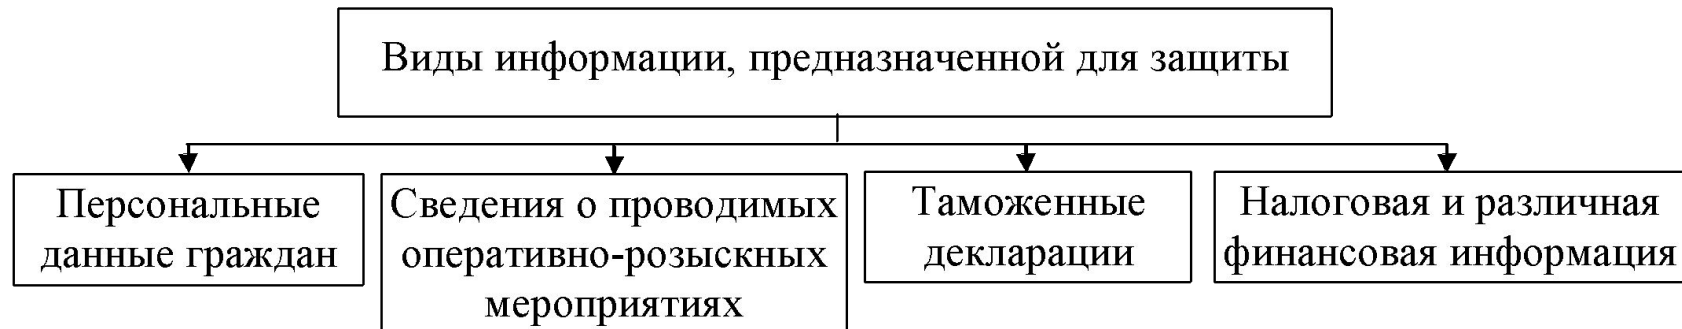 Виды информации, предназначенной для защиты
Персональные
данные граждан
Сведения о проводимых
оперативно-розыскных
мероприятиях
Таможенные
декларации
Налоговая и различная
финансовая информация